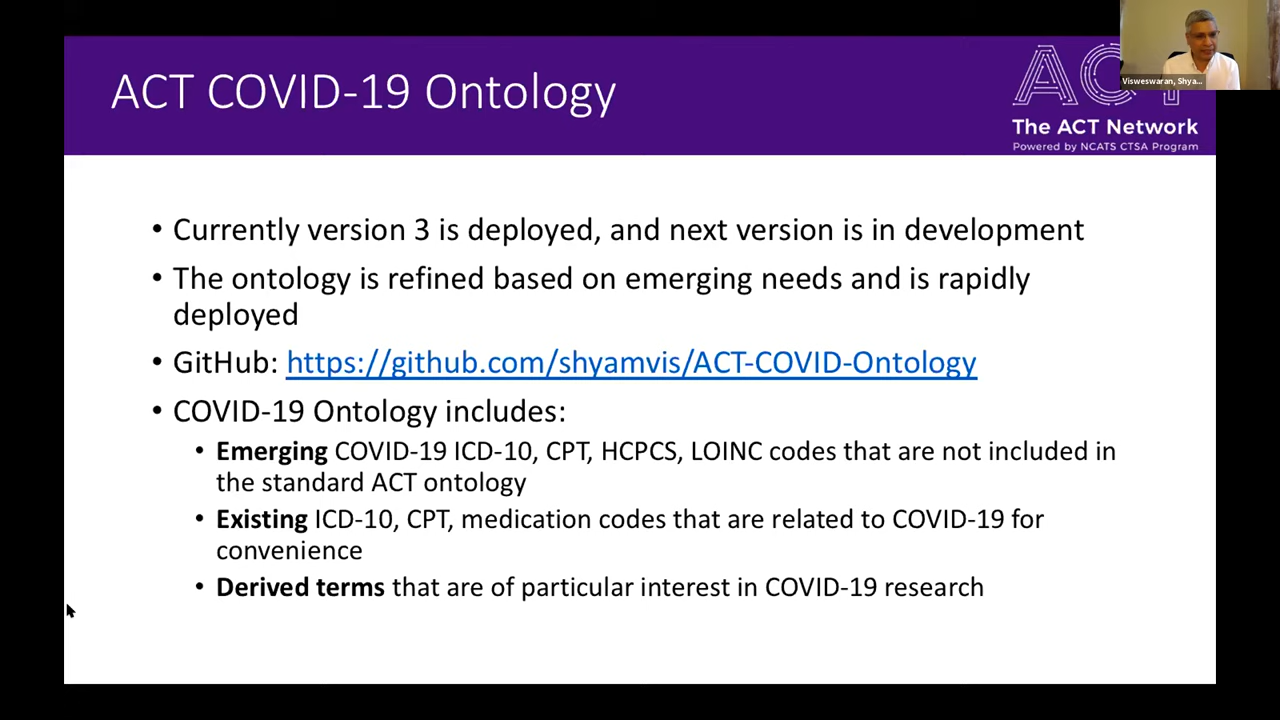 ACT COVID-19 Ontology
Visweswaran, Shya...
ACT
The ACT Network
Powered by NCATS CTSA Program
• Currently version 3 is deployed, and next version is in development
• The ontology is refined based on emerging needs and is rapidly
deployed
• GitHub: https://github.com/shyamvis/ACT-COVID-Ontology
• COVID-19 Ontology includes:
• Emerging COVID-19 ICD-10, CPT, HCPCS, LOINC codes that are not included in
the standard ACT ontology
• Existing ICD-10, CPT, medication codes that are related to COVID-19 for
convenience
• Derived terms that are of particular interest in COVID-19 research